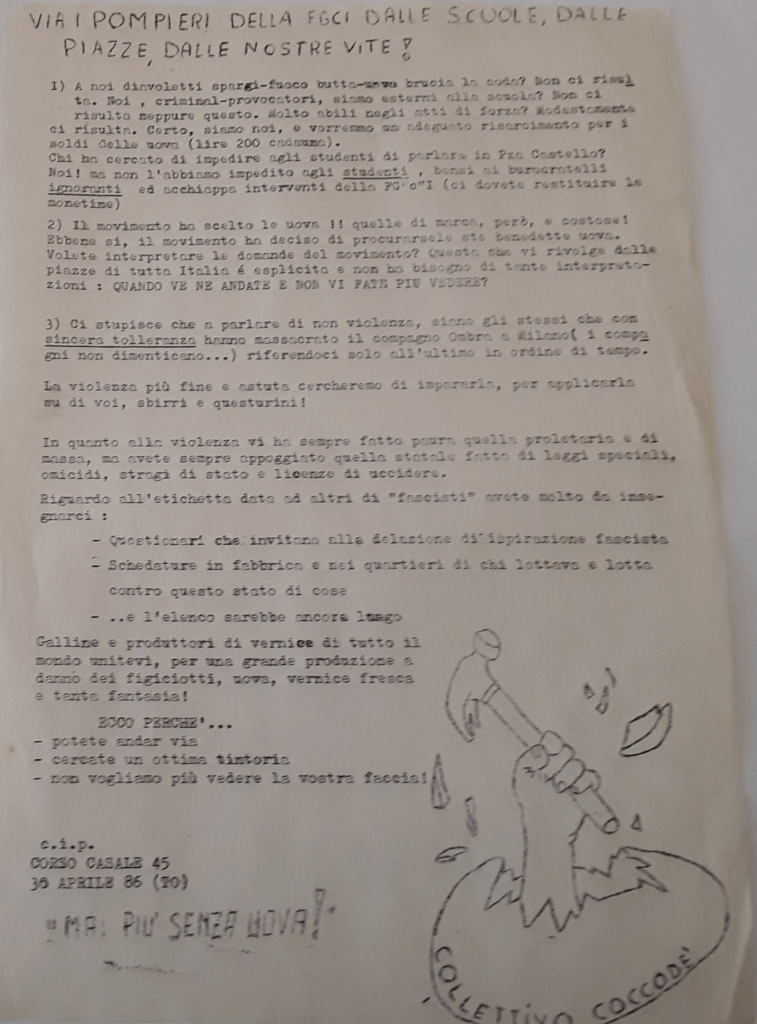 VIA I POMPIERI DELLA FGCI DALLE SCUOLE, DALLE
PIAZZE, DALLE NOSTRE VITE!
I) A noi diavoletti spargi-fuoco butta-uova brucia la coda? Non ci risul
ta. Noi , criminal-provocatori, siamo esterni alla scuola? Non ci
risulta neppure questo. Molto abili negli atti di forza? Modestamente
ci risulta. Certo, siamo noi, e vorremmo un adeguato risarcimento per i
soldi delle uova (lire 200 cadauna).
Chi ha cercato di impedire agli studenti di parlare in Pza Castello?
Noi! ma non l'abbiamo impedito agli studenti , bensì ai burocratelli
ignoranti ed acchiappa interventi della FG"c"I (ci dovete restituire le
monetine)
2) Il movimento ha scelto le uova !! quelle di marca, però, e costose!
Ebbene si, il movimento ha deciso di procurarsele ste benedette uova.
Volete interpretare le domande del movimento? Questa che vi rivolge dalle
piazze di tutta Italia é esplicita e non ha bisogno di tante interpreta-
zioni : QUANDO VE NE ANDATE E NON VI FATE PIU VEDERE?
3) Ci stupisce che a parlare di non violenza, siano gli stessi che con
sincera tolleranza hanno massacrato il compagno Ombra a Milano( i compa
gni non dimenticano...) riferendoci solo all'ultimo in ordine di tempo.
La violenza più fine e astuta cercheremo di impararla, per applicarla
su di voi, sbirri e questurini!
In quanto alla violenza vi ha sempre fatto paura quella proletaria e di
massa, ma avete sempre appoggiato quella statale fatta di leggi speciali,
omicidi, stragi di stato e licenze di uccidere.
Riguardo all'etichetta data ad altri di "fascisti" avete molto da inse-
gnarci :
- Questionari che invitano alla delazione di ispirazione fascista
- Schedature in fabbrica e nei quartieri di chi lottava e lotta
contro questo stato di cose
- ..e l'elenco sarebbe ancora lungo
Galline e produttori di vernice di tutto il
mondo unitevi, per una grande produzione a
danno dei figiciotti, uova, vernice fresca
e tanta fantasia!
ECCO PERCHE'...
- potete andar via
- cercate un ottima tintoria
- non vogliamo più vedere la vostra faccia!
c.i.p.
CORSO CASALE 45
30 APRILE 86 (TO)
"MAI PIU' SENZA UOVA!"
COLLETTIVO COCCODE'